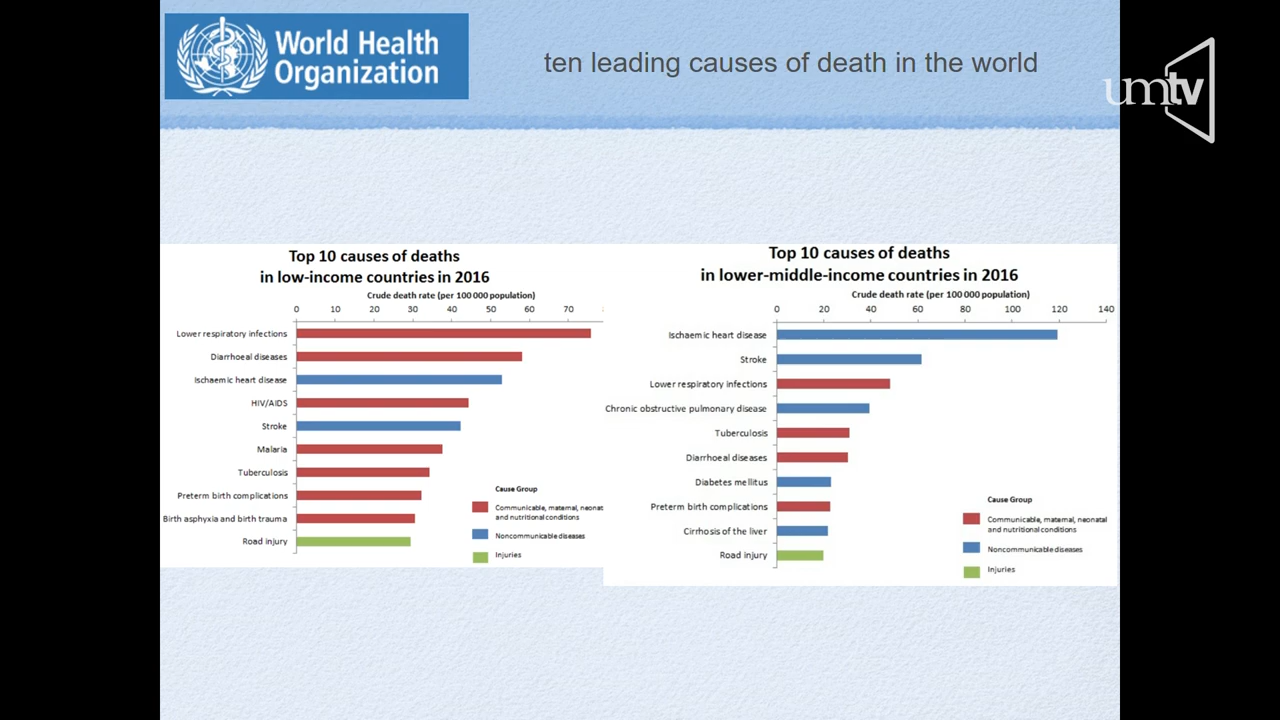 World Health
Organization
ten leading causes of death in the world
umtv
Top 10 causes of deaths
in low-income countries in 2016
Crude death rate (per 100 000 population)
0 10 20 30 40 50 60 70
Lower respiratory infections
Diarrhoeal diseases
Ischaemic heart disease
HIV/AIDS
Stroke
Malaria
Tuberculosis
Preterm birth complications
Birth asphyxia and birth trauma
Road injury
Cause Group
Communicable, maternal, neonat
and nutritional conditions
Noncommunicable diseases
Injuries
Top 10 causes of deaths
in lower-middle-income countries in 2016
Crude death rate (per 100 000 population)
0 20 40 60 80 100 120 140
Ischaemic heart disease
Stroke
Lower respiratory infections
Chronic obstructive pulmonary disease
Tuberculosis
Diarrhoeal diseases
Diabetes mellitus
Preterm birth complications
Cirrhosis of the liver
Road injury
Cause Group
Communicable, maternal, neonatal
and nutritional conditions
Noncommunicable diseases
Injuries